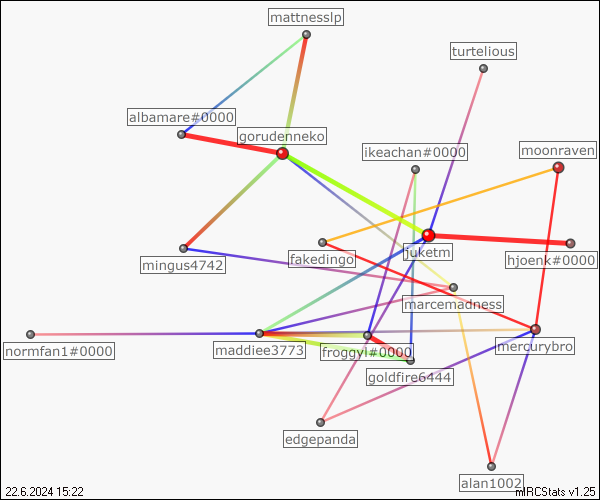 mattnesslp
turtelious
albamare#0000
gorudenneko
ikeachan#0000
moonraven
mingus4742
fakedingo
juketm
hjoenk#0000
marcemadness
normfan1#0000
maddiee3773
froggyl#0000
mercurybro
goldfire6444
edgepanda
alan1002
22.6.2024 15:22
mIRCStats v1.25